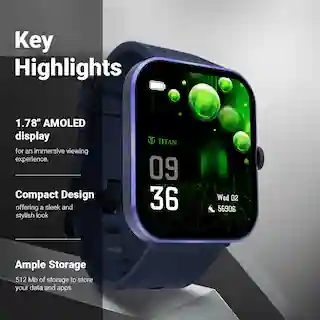 Key
Highlights
1.78" AMOLED
display
for an immersive viewing
experience.
Compact Design
offering a sleek and
stylish look
Ample Storage
512 Mb of storage to store
your data and apps
TITAN
09
36
Wed 02
56906